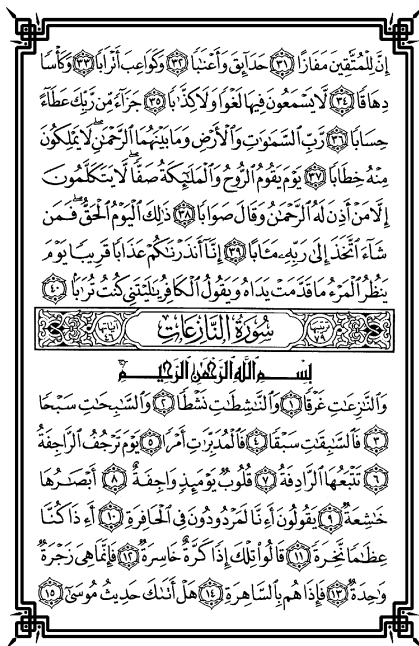 إِنَّ لِلْمُتَّقِينَ مَفَازًا ٣١ حَدَآئِقَ وَأَعْنَٰبًا ٣٢ وَكَوَاعِبَ أَتْرَابًا ٣٣ وَكَأْسًا
دِهَاقًا ٣٤ لَّا يَسْمَعُونَ فِيهَا لَغْوًا وَلَا كِذَّٰبًا ٣٥ جَزَآءً مِّن رَّبِّكَ عَطَآءً
حِسَابًا ٣٦ رَّبِّ ٱلسَّمَٰوَٰتِ وَٱلْأَرْضِ وَمَا بَيْنَهُمَا ٱلرَّحْمَٰنِ لَا يَمْلِكُونَ
مِنْهُ خِطَابًا ٣٧ يَوْمَ يَقُومُ ٱلرُّوحُ وَٱلْمَلَٰٓئِكَةُ صَفًّا لَّا يَتَكَلَّمُونَ
إِلَّا مَنْ أَذِنَ لَهُ ٱلرَّحْمَٰنُ وَقَالَ صَوَابًا ٣٨ ذَٰلِكَ ٱلْيَوْمُ ٱلْحَقُّ فَمَن
شَآءَ ٱتَّخَذَ إِلَىٰ رَبِّهِۦ مَـَٔابًا ٣٩ إِنَّآ أَنذَرْنَٰكُمْ عَذَابًا قَرِيبًا يَوْمَ
يَنظُرُ ٱلْمَرْءُ مَا قَدَّمَتْ يَدَاهُ وَيَقُولُ ٱلْكَافِرُ يَٰلَيْتَنِي كُنتُ تُرَٰبًۢا ٤٠
ترتيبها ٧٩ سُورَةُ النَّازِعَاتِ آياتها ٤٦
بِسْمِ ٱللَّهِ ٱلرَّحْمَٰنِ ٱلرَّحِيمِ
وَٱلنَّٰزِعَٰتِ غَرْقًا ١ وَٱلنَّٰشِطَٰتِ نَشْطًا ٢ وَٱلسَّٰبِحَٰتِ سَبْحًا
٣ فَٱلسَّٰبِقَٰتِ سَبْقًا ٤ فَٱلْمُدَبِّرَٰتِ أَمْرًا ٥ يَوْمَ تَرْجُفُ ٱلرَّاجِفَةُ
٦ تَتْبَعُهَا ٱلرَّادِفَةُ ٧ قُلُوبٌ يَوْمَئِذٍ وَاجِفَةٌ ٨ أَبْصَٰرُهَا
خَٰشِعَةٌ ٩ يَقُولُونَ أَءِنَّا لَمَرْدُودُونَ فِي ٱلْحَافِرَةِ ١٠ أَءِذَا كُنَّا
عِظَٰمًا نَّخِرَةً ١١ قَالُوا۟ تِلْكَ إِذًا كَرَّةٌ خَاسِرَةٌ ١٢ فَإِنَّمَا هِيَ زَجْرَةٌ
وَٰحِدَةٌ ١٣ فَإِذَا هُم بِٱلسَّاهِرَةِ ١٤ هَلْ أَتَىٰكَ حَدِيثُ مُوسَىٰٓ ١٥